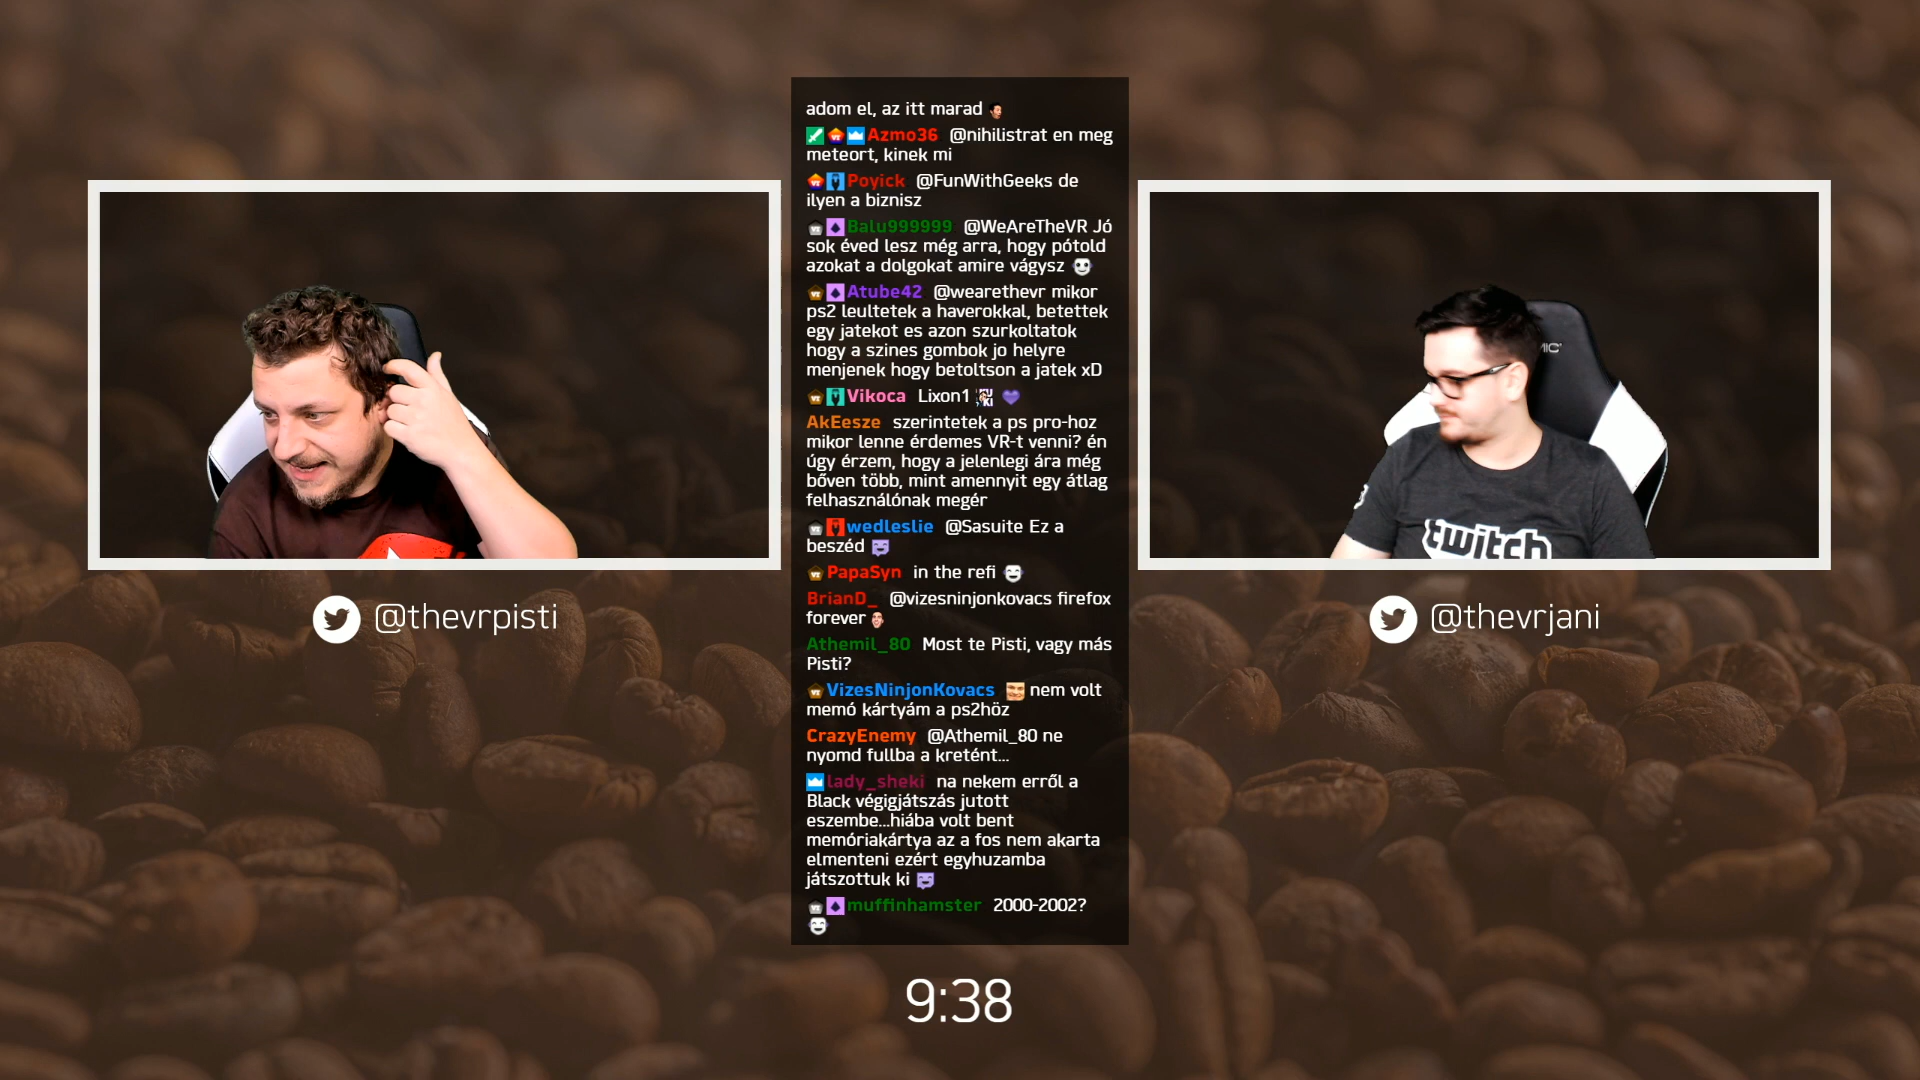 adom el, az itt marad
Azmo36 @nihilistrat en meg
meteort, kinek mi
Poyick @FunWithGeeks de
ilyen a biznisz
Balu999999 @WeAreTheVR Jó
sok éved lesz még arra, hogy pótold
azokat a dolgokat amire vágysz
Atube42 @wearethevr mikor
ps2 leultetek a haverokkal, betettek
egy jatekot es azon szurkoltatok
hogy a szines gombok jo helyre
menjenek hogy betoltson a jatek xD
Vikoca Lixon1
AkEesze szerintetek a ps pro-hoz
mikor lenne érdemes VR-t venni? én
úgy érzem, hogy a jelenlegi ára még
bőven több, mint amennyit egy átlag
felhasználónak megér
wedleslie @Sasuite Ez a
beszéd
PapaSyn in the refi
BrianD_ @vizesninjonkovacs firefox
forever
Athemil_80 Most te Pisti, vagy más
Pisti?
VizesNinjonKovacs nem volt
memó kártyám a ps2höz
CrazyEnemy @Athemil_80 ne
nyomd fullba a kretént...
lady_sheki na nekem erről a
Black végigjátszás jutott
eszembe...hiába volt bent
memóriakártya az a fos nem akarta
elmenteni ezért egyhuzamba
játszottuk ki
muffinhamster 2000-2002?
twitch
@thevrpisti
@thevrjani
9:38